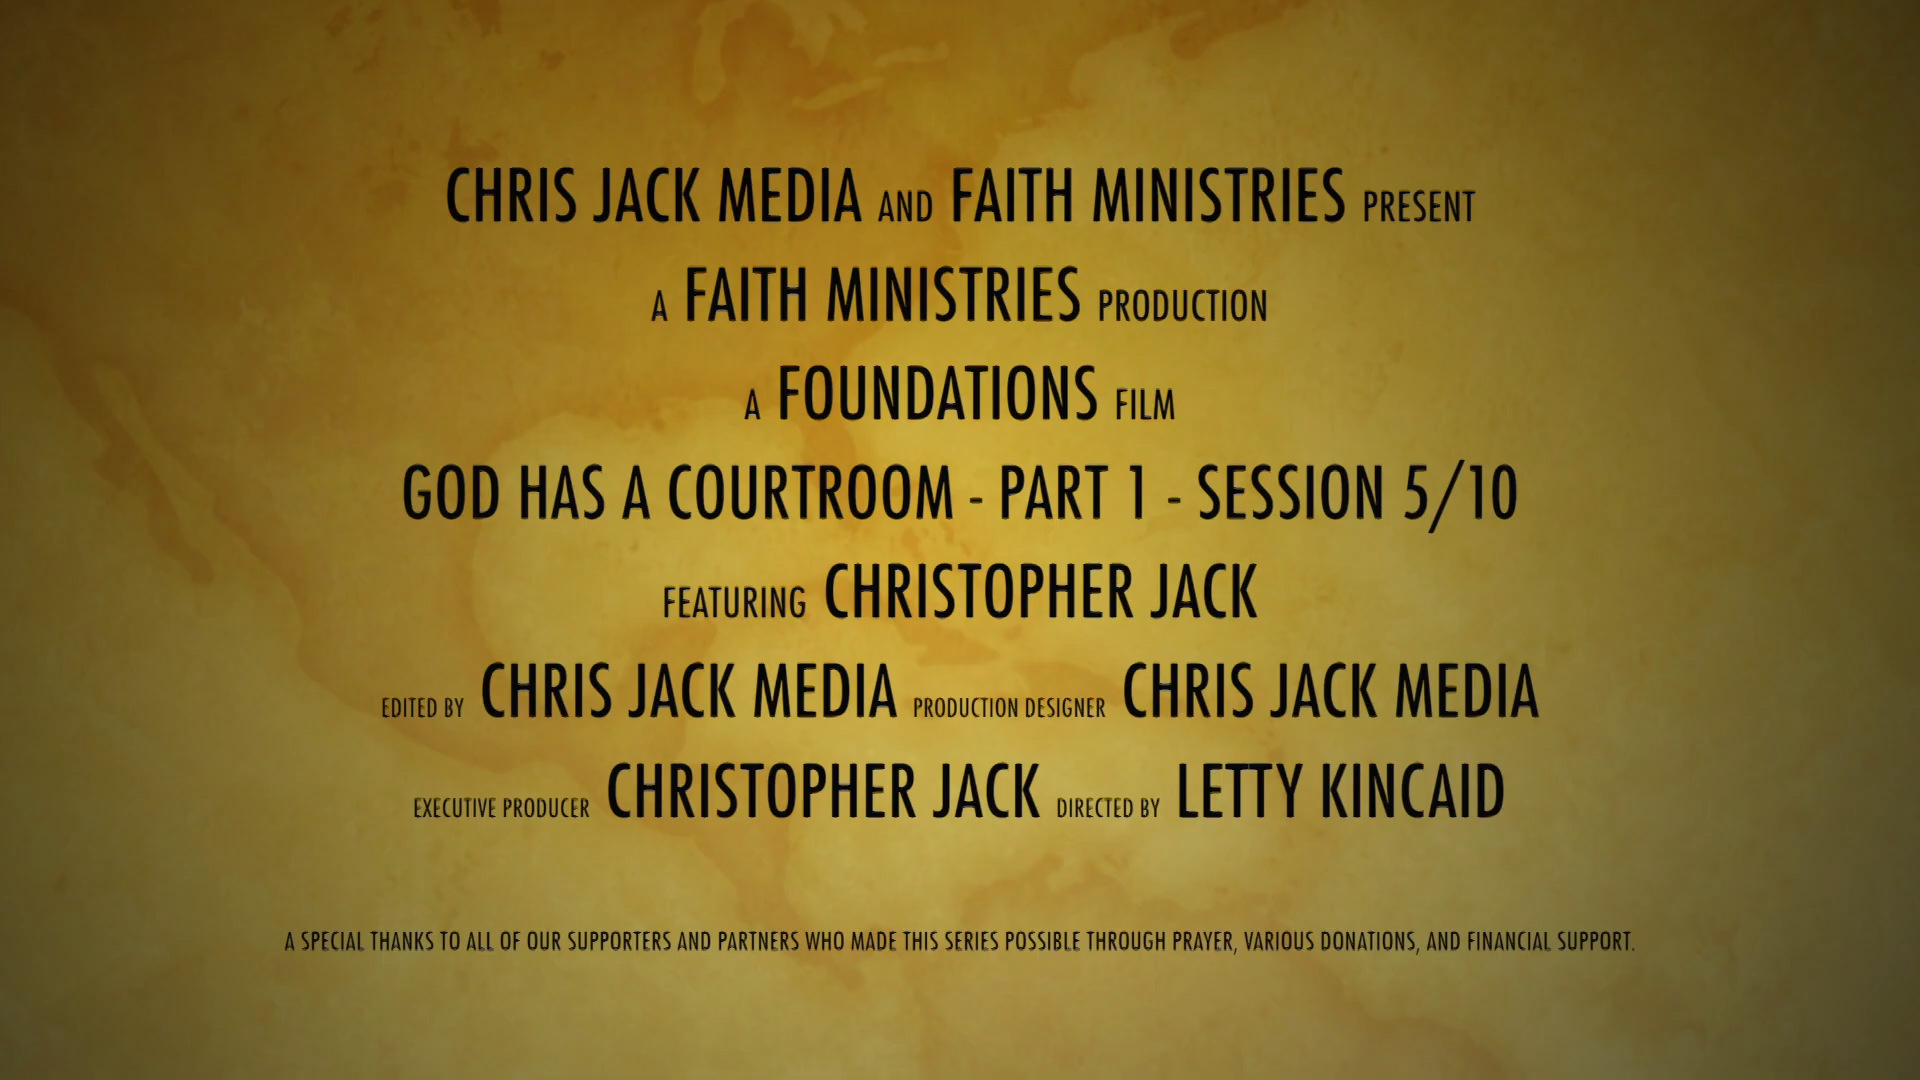 CHRIS JACK MEDIA AND FAITH MINISTRIES PRESENT
A FAITH MINISTRIES PRODUCTION
A FOUNDATIONS FILM
GOD HAS A COURTROOM - PART 1 - SESSION 5/10
FEATURING CHRISTOPHER JACK
EDITED BY CHRIS JACK MEDIA PRODUCTION DESIGNER CHRIS JACK MEDIA
EXECUTIVE PRODUCER CHRISTOPHER JACK DIRECTED BY LETTY KINCAID
A SPECIAL THANKS TO ALL OF OUR SUPPORTERS AND PARTNERS WHO MADE THIS SERIES POSSIBLE THROUGH PRAYER, VARIOUS DONATIONS, AND FINANCIAL SUPPORT.